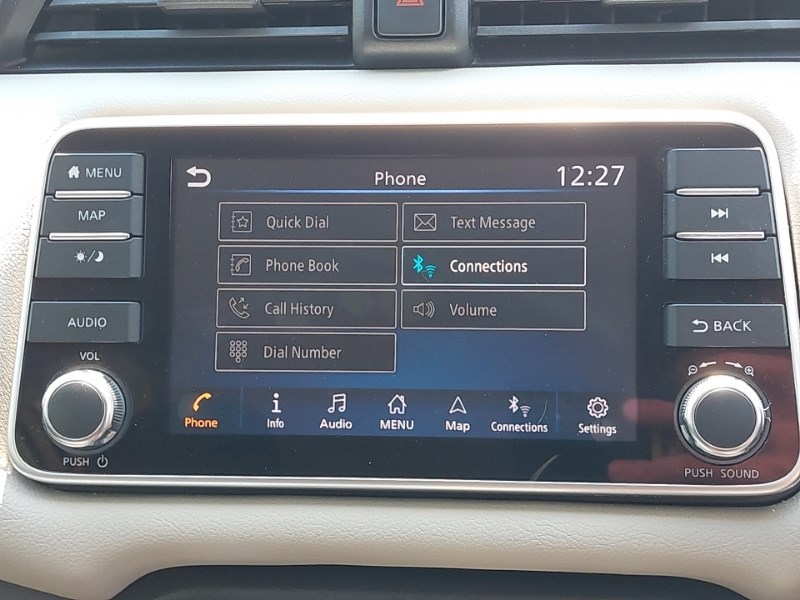 Phone
12:27
MENU
MAP
AUDIO
VOL
PUSH
Quick Dial
Text Message
Phone Book
Connections
Call History
Volume
Dial Number
Phone
Info
Audio
MENU
Map
Connections
Settings
BACK
PUSH SOUND